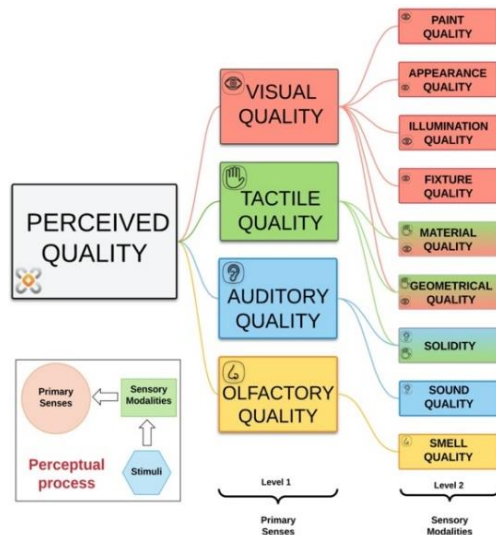 PERCEIVED
QUALITY
VISUAL
QUALITY
TACTILE
QUALITY
AUDITORY
QUALITY
OLFACTORY
QUALITY
PAINT
QUALITY
APPEARANCE
QUALITY
ILLUMINATION
QUALITY
FIXTURE
QUALITY
MATERIAL
QUALITY
GEOMETRICAL
QUALITY
SOLIDITY
SOUND
QUALITY
SMELL
QUALITY
Primary
Senses
Sensory
Modalities
Perceptual
process
Stimuli
Level 1
Primary
Senses
Level 2
Sensory
Modalities